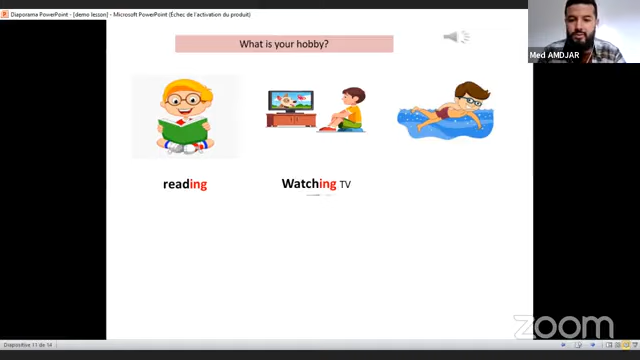 Diaporama PowerPoint - [demo lesson] - Microsoft PowerPoint (Échec de l'activation du produit)
What is your hobby?
Med AMDJAR
reading
Watching TV
zoom
Diapositive 11 de 14